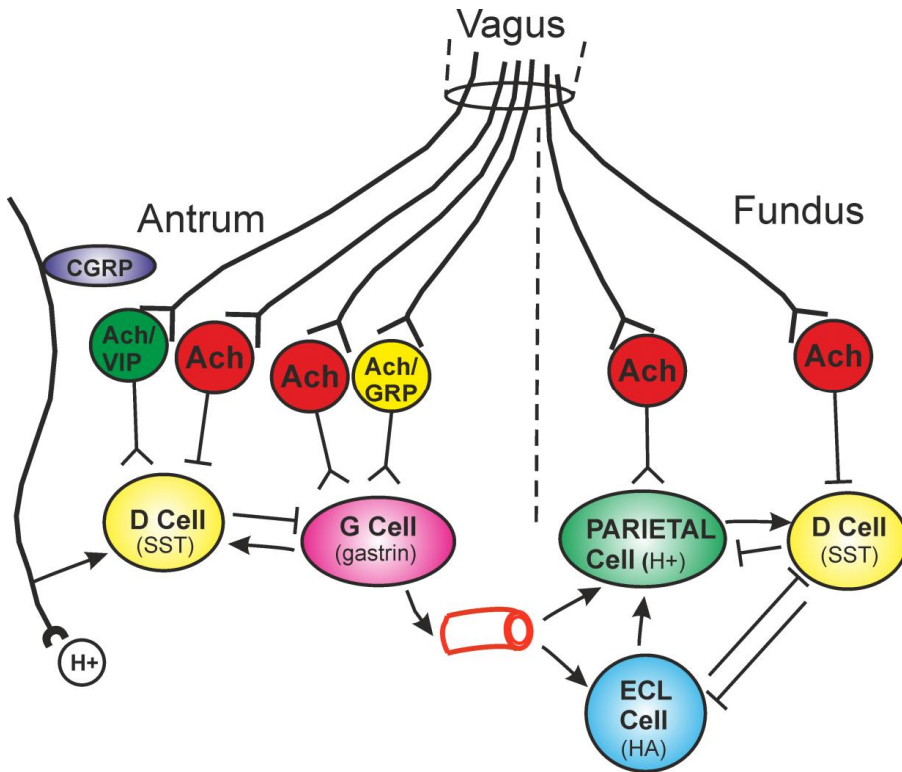 Vagus
Antrum
Fundus
CGRP
Ach/
VIP
Ach
Ach
Ach/
GRP
Ach
Ach
D Cell
(SST)
G Cell
(gastrin)
PARIETAL
Cell (H+)
D Cell
(SST)
H+
ECL
Cell
(HA)